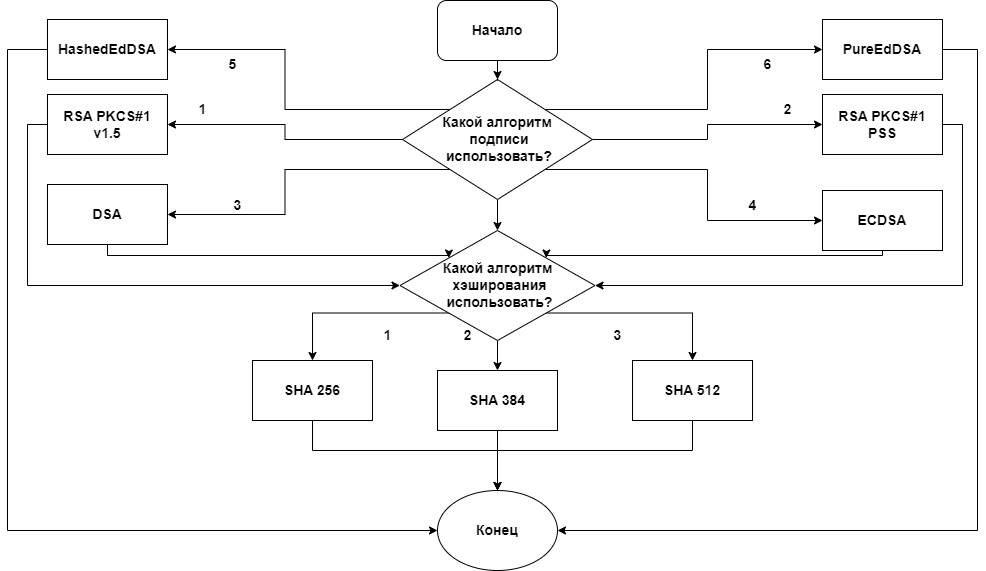 Начало
HashedEdDSA
PureEdDSA
5
6
RSA PKCS#1
v1.5
1
Какой алгоритм
подписи
использовать?
2
RSA PKCS#1
PSS
DSA
3
4
ECDSA
Какой алгоритм
хэширования
использовать?
1
2
3
SHA 256
SHA 384
SHA 512
Конец